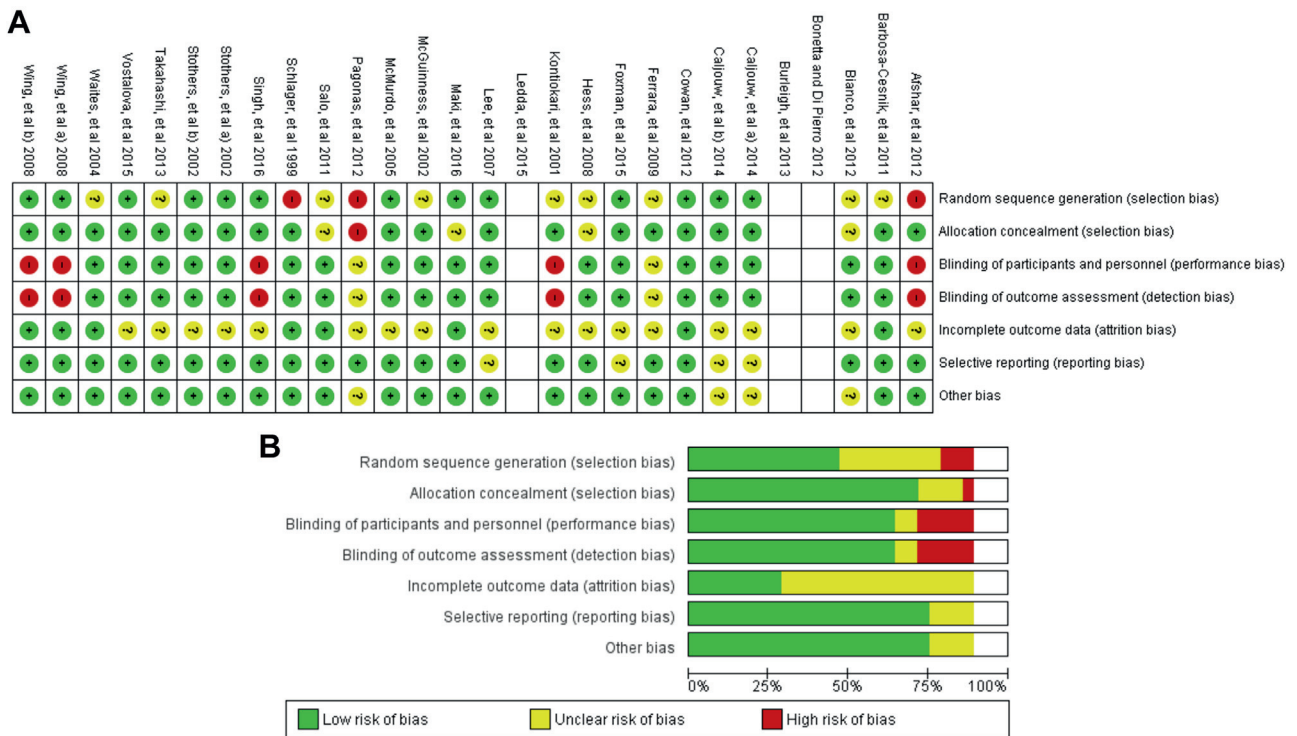 A
Wing, et al b) 2008
Wing, et al a) 2008
Waites, et al 2004
Vostalova, et al 2015
Takahashi, et al 2013
Stothers, et al b) 2002
Stothers, et al a) 2002
Singh, et al 2016
Schlager, et al 1999
Salo, et al 2011
Pagonas, et al 2012
McMurdo, et al 2005
McGuinness, et al 2002
Maki, et al 2016
Lee, et al 2007
Ledda, et al 2015
Kontiokari, et al 2001
Hess, et al 2008
Foxman, et al 2015
Ferrara, et al 2009
Cowan, et al 2012
Caljouw, et al b) 2014
Caljouw, et al a) 2014
Burleigh, et al 2013
Bonetta and Di Pierro 2012
Bianco, et al 2012
Barbosa-Cesnik, et al 2011
Afshar, et al 2012
+ + ? + ? + + + - ? - + ? + + ? ? + ? + + + ? ? - Random sequence generation (selection bias)
+ + + + + + + + + ? - + + ? + + ? + + + + + ? + + Allocation concealment (selection bias)
- - + + + + + - + + ? + + + + - + + ? + + + + + - Blinding of participants and personnel (performance bias)
- - + + + + + - + + ? + + + + - + + ? + + + + + - Blinding of outcome assessment (detection bias)
+ + + ? ? ? ? ? + + ? ? ? + ? ? ? ? ? + ? ? ? + ? Incomplete outcome data (attrition bias)
+ + + + + + + + + + + + + + ? + + ? + + ? ? + + + Selective reporting (reporting bias)
+ + + + + + + + + + ? + + + + + + + + + ? ? ? + + Other bias
B
Random sequence generation (selection bias)
Allocation concealment (selection bias)
Blinding of participants and personnel (performance bias)
Blinding of outcome assessment (detection bias)
Incomplete outcome data (attrition bias)
Selective reporting (reporting bias)
Other bias
0% 25% 50% 75% 100%
Low risk of bias Unclear risk of bias High risk of bias